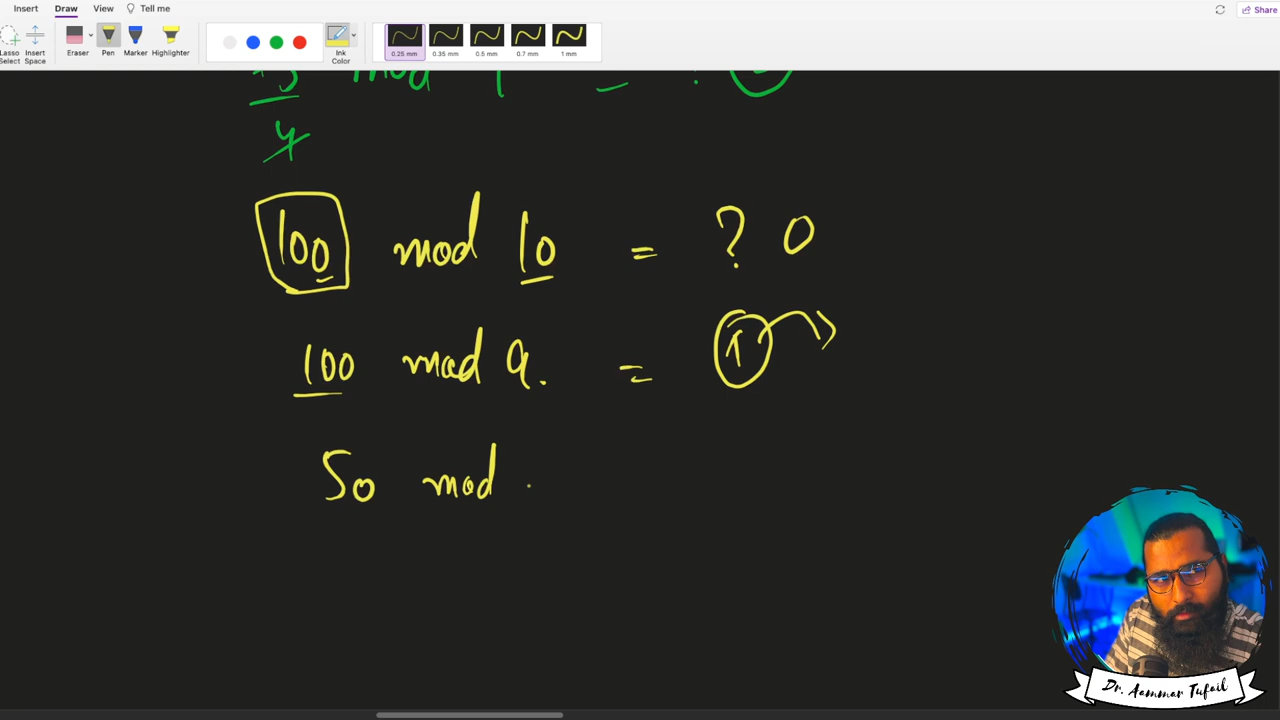 Insert Draw View Tell me
Share
Lasso Select
Insert Space
Eraser
Pen
Marker
Highlighter
Ink Color
0.25 mm
0.35 mm
0.5 mm
0.7 mm
1 mm
mod
4
100 mod 10 = ? 0
100 mod 9. = 1
50 mod .
Dr. Aammar Tufail